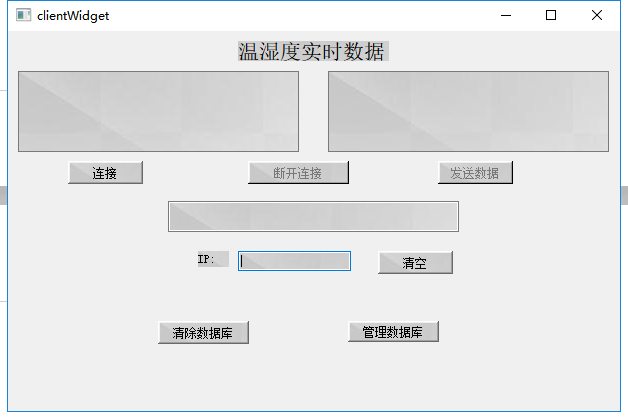 clientWidget
温湿度实时数据
连接
断开连接
发送数据
IP:
清空
清除数据库
管理数据库